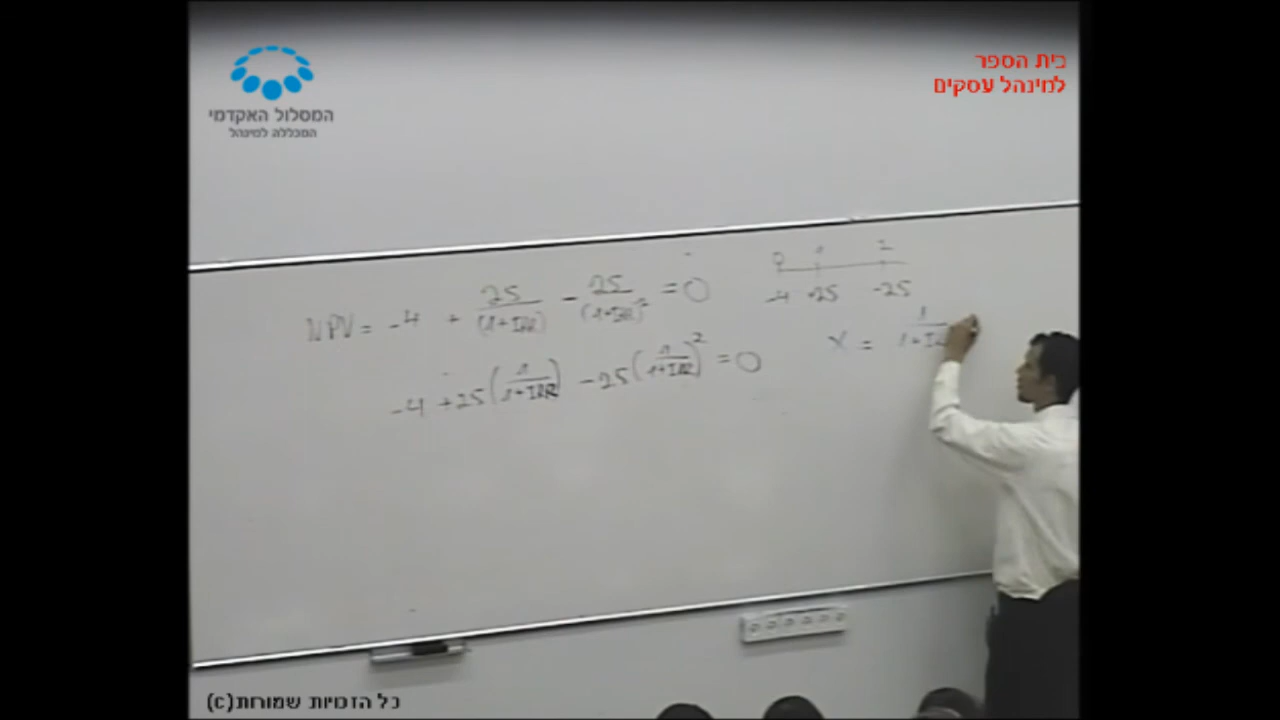 המסלול האקדמי
המכללה למינהל
בית הספר
למינהל עסקים
NPV = -4 + 25/(1+IRR) - 25/(1+IRR)² = 0
-4 +25(1/1+IRR) -25(1/1+IRR)² = 0
0 1 2
-4 +25 -25
X = 1/1+I
כל הזכויות שמורות(c)